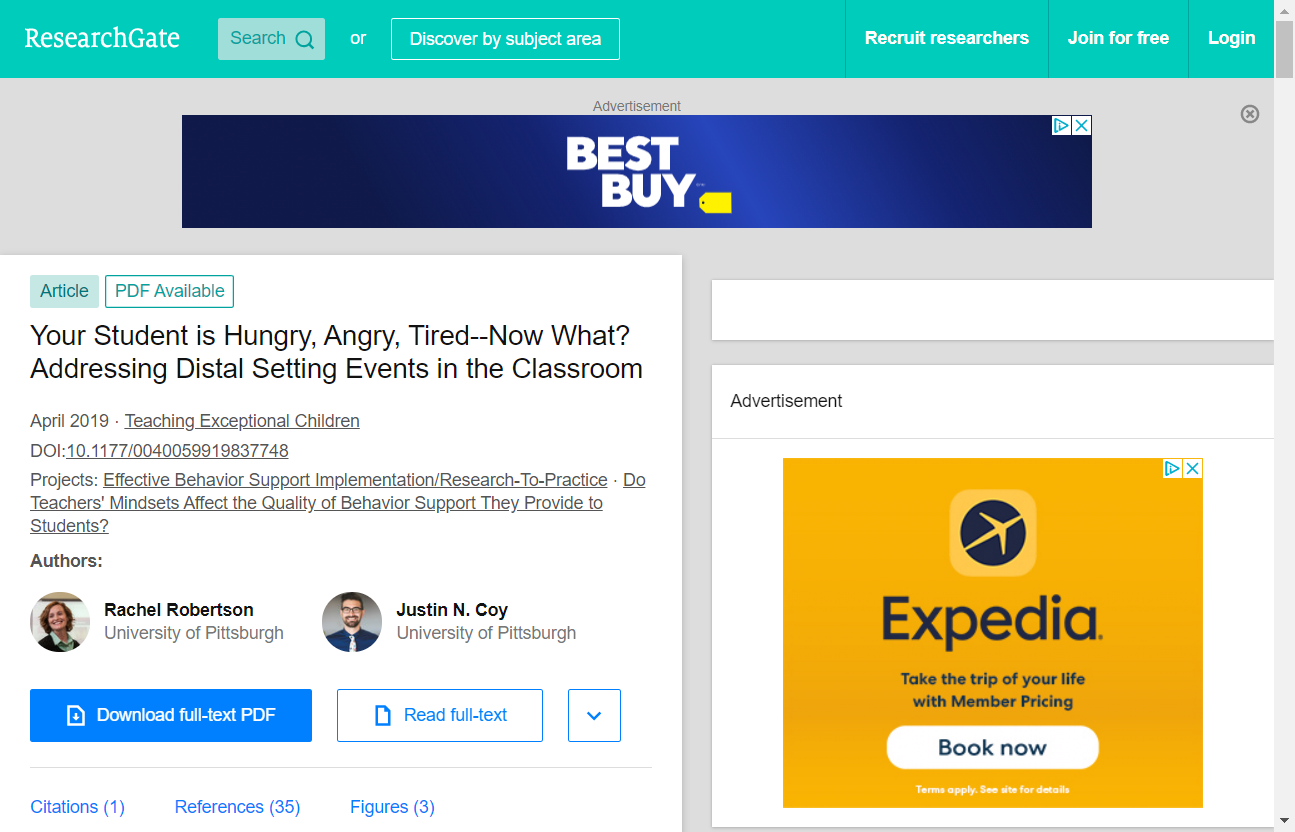 ResearchGate
Search
or
Discover by subject area
Recruit researchers
Join for free
Login
Advertisement
BEST
BUY
Article
PDF Available
Your Student is Hungry, Angry, Tired--Now What?
Addressing Distal Setting Events in the Classroom
April 2019 · Teaching Exceptional Children
DOI:10.1177/0040059919837748
Projects: Effective Behavior Support Implementation/Research-To-Practice · Do
Teachers' Mindsets Affect the Quality of Behavior Support They Provide to
Students?
Authors:
Rachel Robertson
University of Pittsburgh
Justin N. Coy
University of Pittsburgh
Download full-text PDF
Read full-text
Citations (1)
References (35)
Figures (3)
Advertisement
Expedia
Take the trip of your life
with Member Pricing
Book now
Terms apply. See site for details